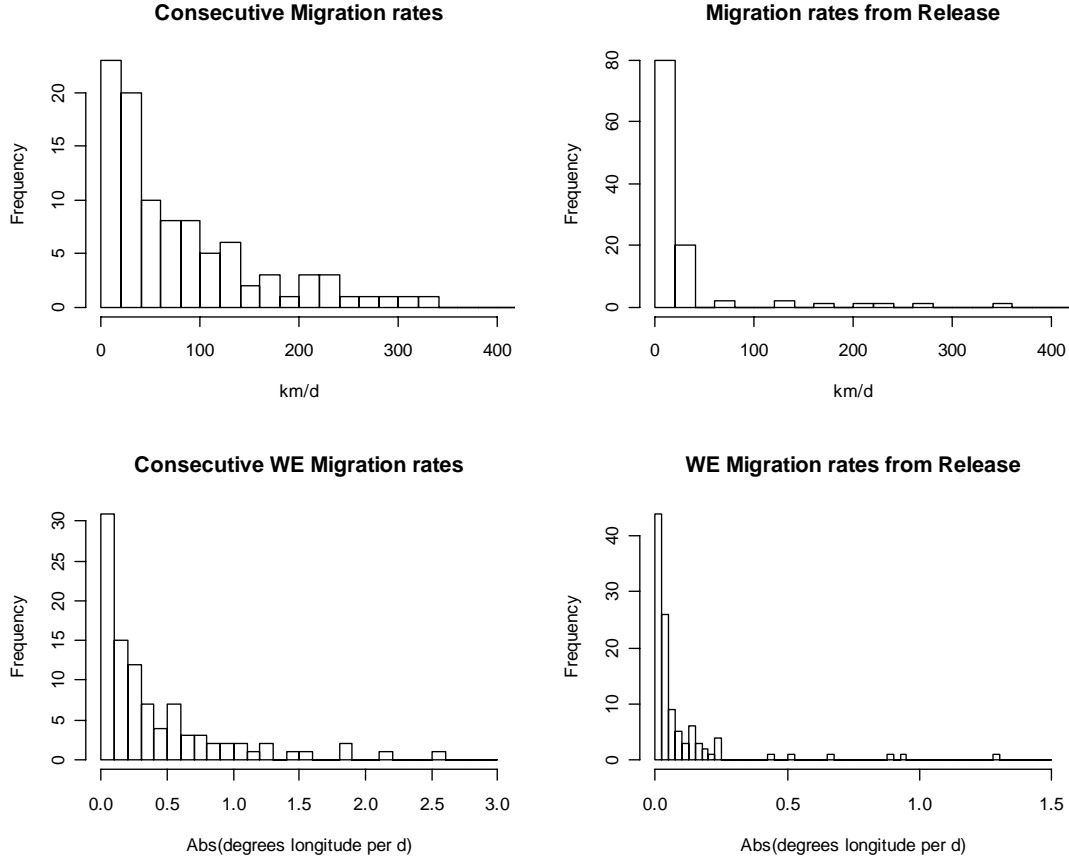 Consecutive Migration rates
Frequency
0 5 10 15 20
0 100 200 300 400
km/d
Migration rates from Release
Frequency
0 20 40 60 80
0 100 200 300 400
km/d
Consecutive WE Migration rates
Frequency
0 5 10 15 20 25 30
0.0 0.5 1.0 1.5 2.0 2.5 3.0
Abs(degrees longitude per d)
WE Migration rates from Release
Frequency
0 10 20 30 40
0.0 0.5 1.0 1.5
Abs(degrees longitude per d)